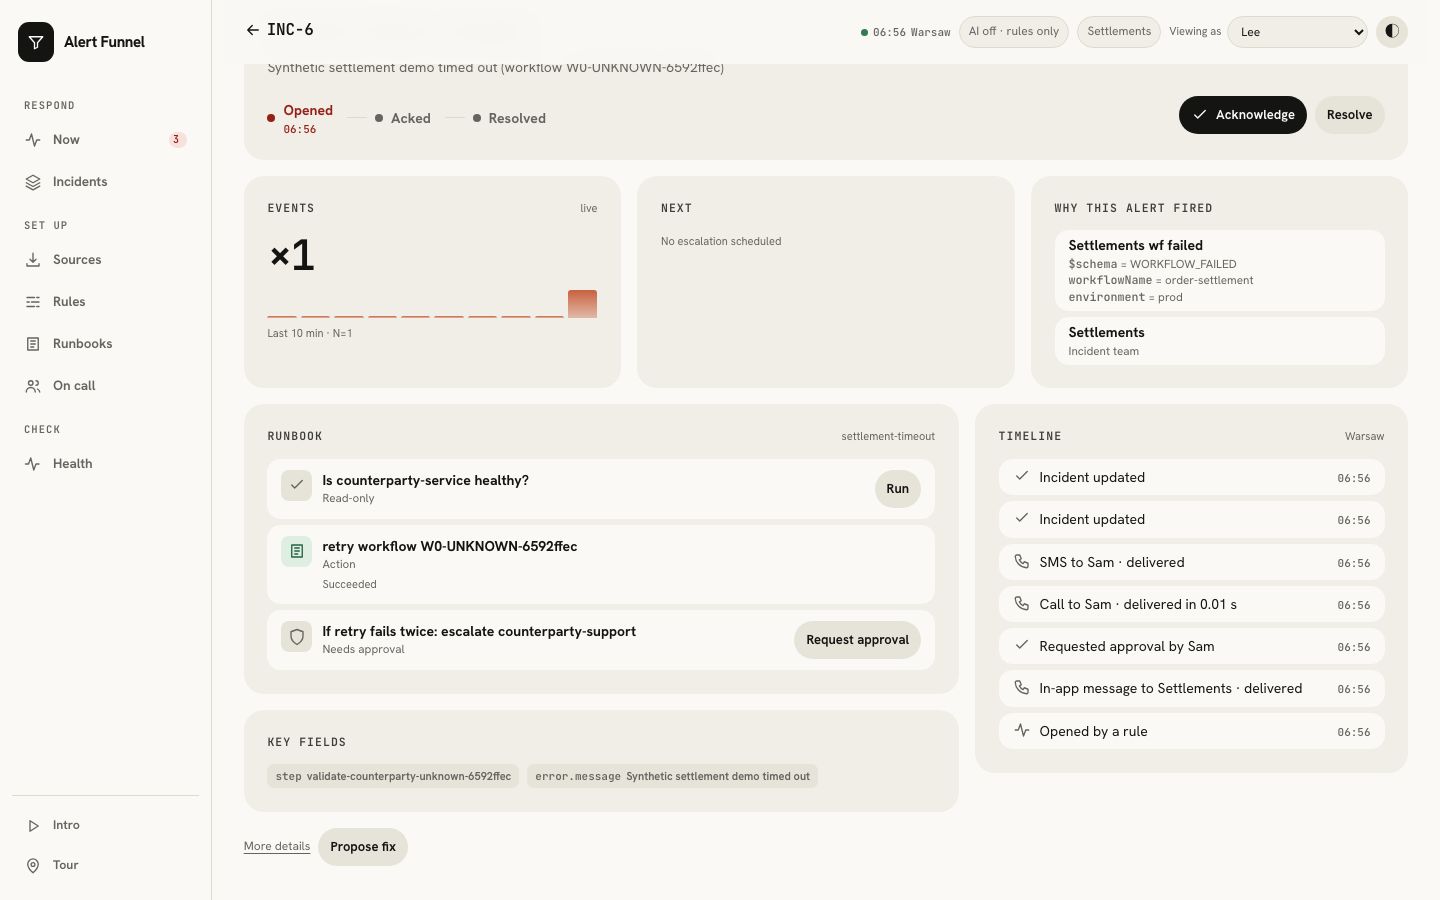 Alert Funnel
RESPOND
Now 3
Incidents
SET UP
Sources
Rules
Runbooks
On call
CHECK
Health
Intro
Tour
INC-6
06:56 Warsaw
AI off · rules only
Settings
Viewing as
Lee
Synthetic settlement demo timed out (workflow W0-UNKNOWN-6592ffec)
Opened
06:56
Acked
Resolved
Acknowledge
Resolve
EVENTS
live
×1
Last 10 min · N=1
NEXT
No escalation scheduled
WHY THIS ALERT FIRED
Settlements wf failed
$schema = WORKFLOW_FAILED
workflowName = order-settlement
environment = prod
Settlements
Incident team
RUNBOOK
settlement-timeout
Is counterparty-service healthy?
Read-only
Run
retry workflow W0-UNKNOWN-6592ffec
Action
Succeeded
If retry fails twice: escalate counterparty-support
Needs approval
Request approval
KEY FIELDS
step validate-counterparty-unknown-6592ffec
error.message Synthetic settlement demo timed out
More details
Propose fix
TIMELINE
Warsaw
Incident updated 06:56
Incident updated 06:56
SMS to Sam · delivered 06:56
Call to Sam · delivered in 0.01 s 06:56
Requested approval by Sam 06:56
In-app message to Settlements · delivered 06:56
Opened by a rule 06:56